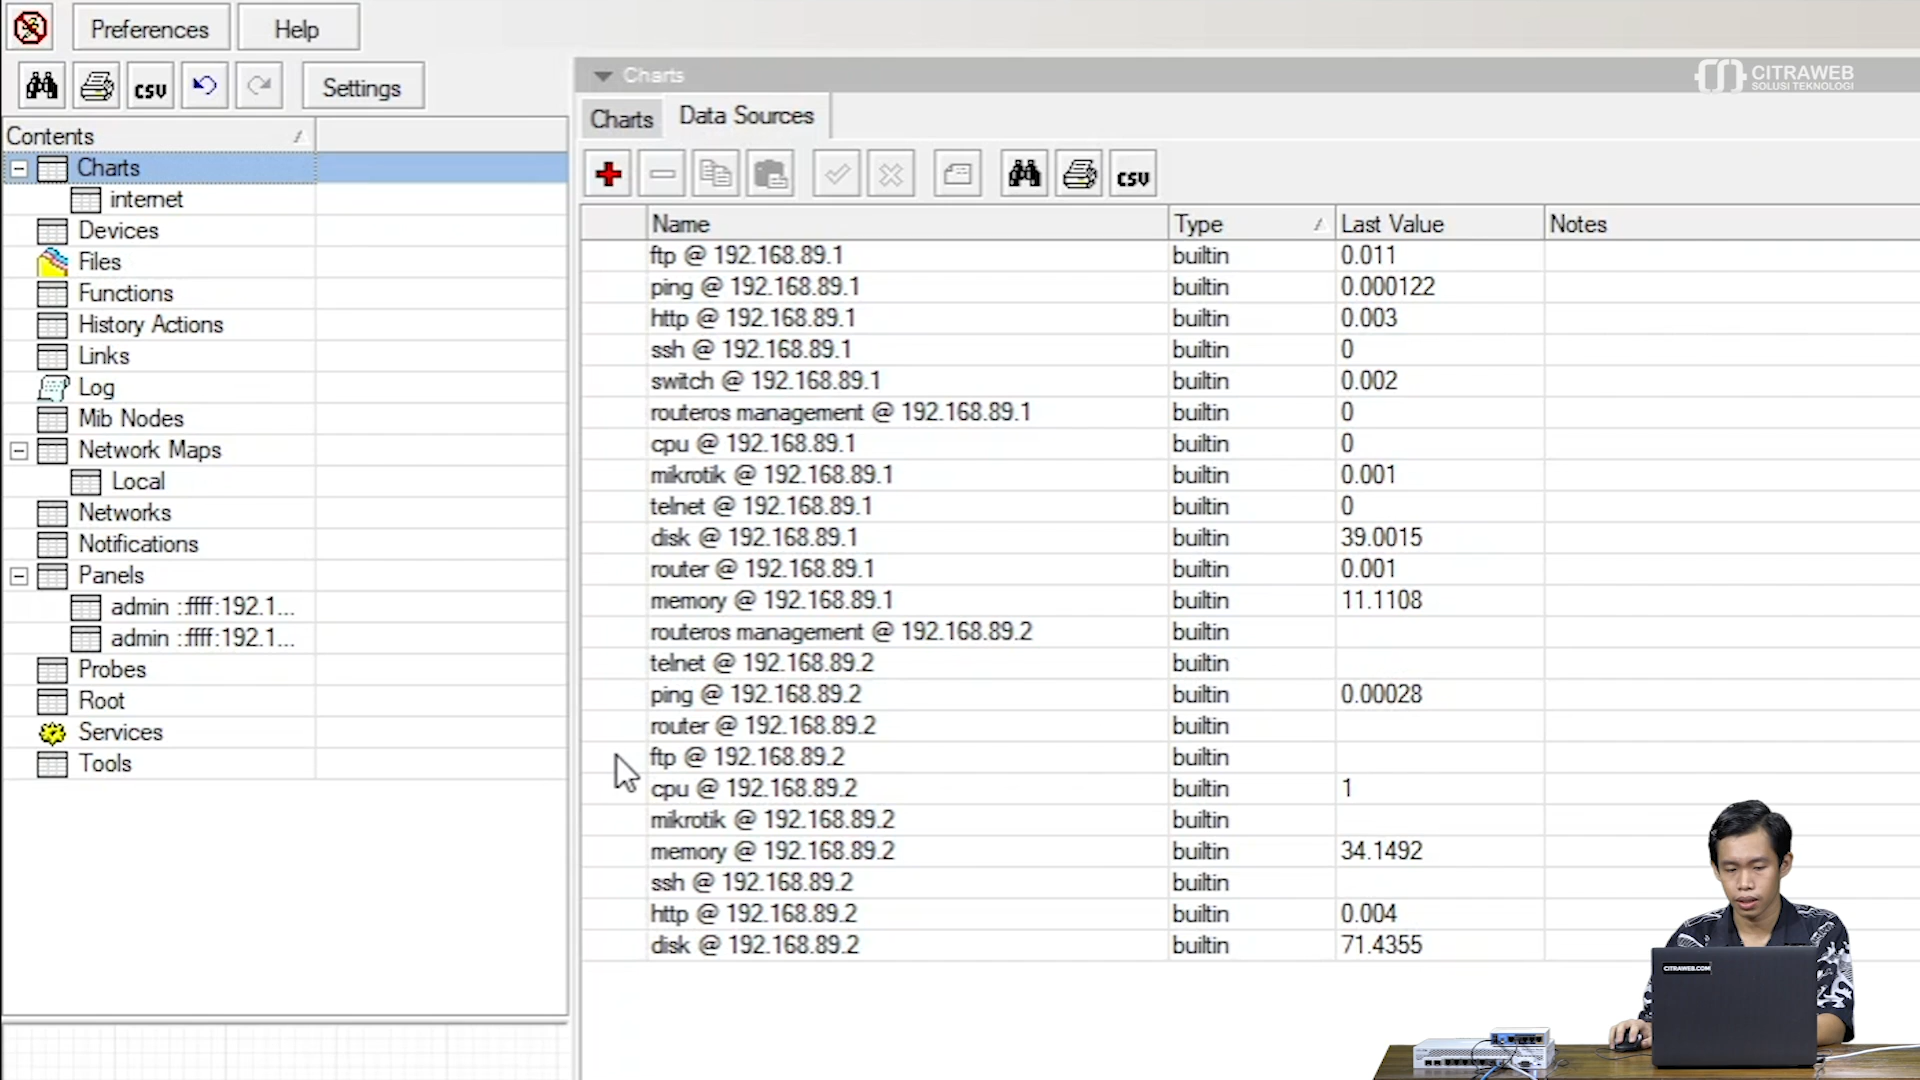 Preferences
Help
CSV
Settings
Contents
Charts
internet
Devices
Files
Functions
History Actions
Links
Log
Mib Nodes
Network Maps
Local
Networks
Notifications
Panels
admin ::ffff:192.1...
admin ::ffff:192.1...
Probes
Root
Services
Tools
Charts
CITRAWEB
SOLUSI TEKNOLOGI
Charts
Data Sources
CSV
Name Type Last Value Notes
ftp @ 192.168.89.1 builtin 0.011
ping @ 192.168.89.1 builtin 0.000122
http @ 192.168.89.1 builtin 0.003
ssh @ 192.168.89.1 builtin 0
switch @ 192.168.89.1 builtin 0.002
routeros management @ 192.168.89.1 builtin 0
cpu @ 192.168.89.1 builtin 0
mikrotik @ 192.168.89.1 builtin 0.001
telnet @ 192.168.89.1 builtin 0
disk @ 192.168.89.1 builtin 39.0015
router @ 192.168.89.1 builtin 0.001
memory @ 192.168.89.1 builtin 11.1108
routeros management @ 192.168.89.2 builtin
telnet @ 192.168.89.2 builtin
ping @ 192.168.89.2 builtin 0.00028
router @ 192.168.89.2 builtin
ftp @ 192.168.89.2 builtin
cpu @ 192.168.89.2 builtin 1
mikrotik @ 192.168.89.2 builtin
memory @ 192.168.89.2 builtin 34.1492
ssh @ 192.168.89.2 builtin
http @ 192.168.89.2 builtin 0.004
disk @ 192.168.89.2 builtin 71.4355
CITRAWEB.COM